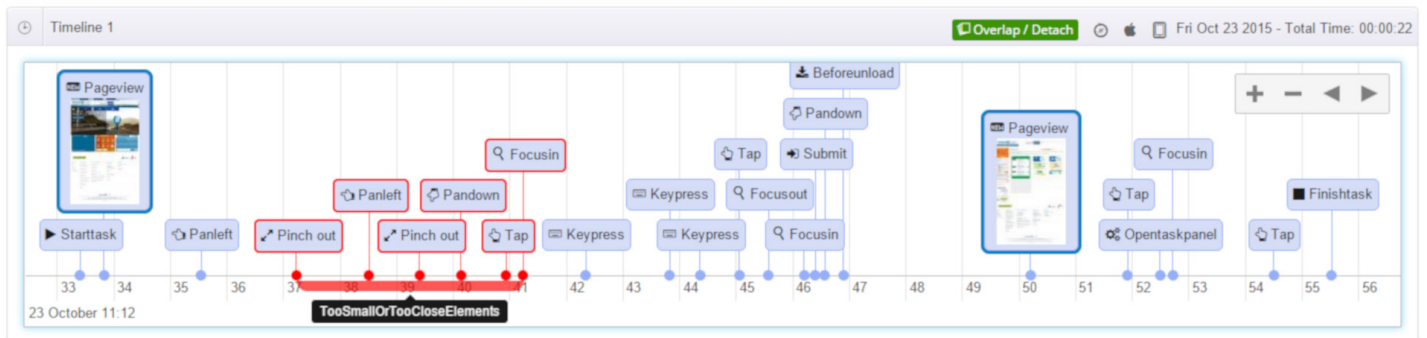 Timeline 1
Overlap / Detach
Fri Oct 23 2015 - Total Time: 00:00:22
Beforeunload
Pageview
Pandown
Pageview
Focusin
Tap
Submit
Focusin
Panleft
Pandown
Keypress
Focusout
Tap
Finishtask
Starttask
Panleft
Pinch out
Pinch out
Tap
Keypress
Keypress
Focusin
Opentaskpanel
Tap
33 34 35 36 37 38 39 40 41 42 43 44 45 46 47 48 49 50 51 52 53 54 55 56
23 October 11:12
TooSmallOrTooCloseElements